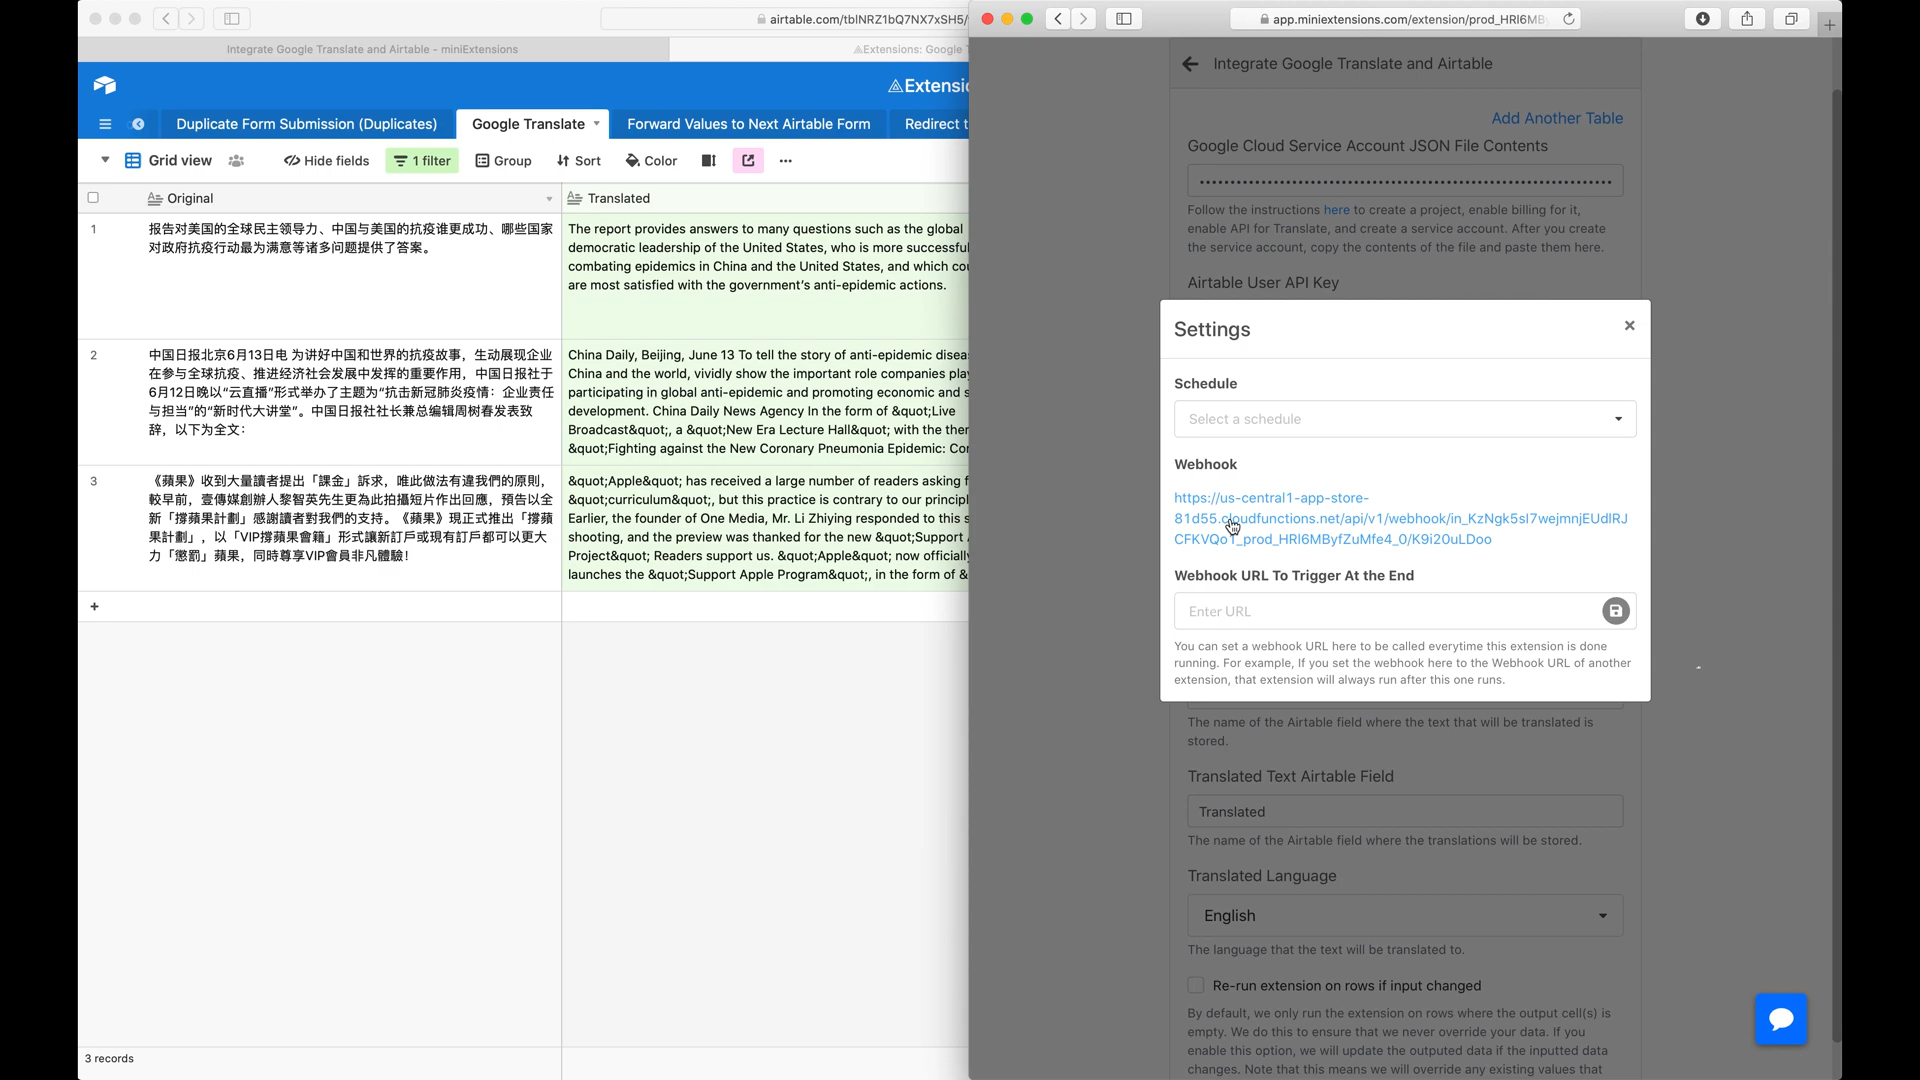 airtable.com/tblNRZ1bQ7NX7xSH5/
Integrate Google Translate and Airtable - miniExtensions
Extensions: Google
Extensio
Duplicate Form Submission (Duplicates)
Google Translate
Forward Values to Next Airtable Form
Redirect t
Grid view
Hide fields
1 filter
Group
Sort
Color
Original
Translated
1
报告对美国的全球民主领导力、中国与美国的抗疫谁更成功、哪些国家
对政府抗疫行动最为满意等诸多问题提供了答案。
The report provides answers to many questions such as the global
democratic leadership of the United States, who is more successful
combating epidemics in China and the United States, and which cou
are most satisfied with the government's anti-epidemic actions.
2
中国日报北京6月13日电 为讲好中国和世界的抗疫故事，生动展现企业
在参与全球抗疫、推进经济社会发展中发挥的重要作用，中国日报社于
6月12日晚以“云直播”形式举办了主题为“抗击新冠肺炎疫情：企业责任
与担当”的“新时代大讲堂”。中国日报社社长兼总编辑周树春发表致
辞，以下为全文：
China Daily, Beijing, June 13 To tell the story of anti-epidemic disea
China and the world, vividly show the important role companies play
participating in global anti-epidemic and promoting economic and s
development. China Daily News Agency In the form of &quot;Live
Broadcast&quot;, a &quot;New Era Lecture Hall&quot; with the ther
&quot;Fighting against the New Coronary Pneumonia Epidemic: Cor
3
《蘋果》收到大量讀者提出「課金」訴求，唯此做法有違我們的原則，
較早前，壹傳媒創辦人黎智英先生更為此拍攝短片作出回應，預告以全
新「撐蘋果計劃」感謝讀者對我們的支持。《蘋果》現正式推出「撐蘋
果計劃」，以「VIP撐蘋果會籍」形式讓新訂戶或現有訂戶都可以更大
力「懲罰」蘋果，同時尊享VIP會員非凡體驗！
&quot;Apple&quot; has received a large number of readers asking f
&quot;curriculum&quot;, but this practice is contrary to our principl
Earlier, the founder of One Media, Mr. Li Zhiying responded to this s
shooting, and the preview was thanked for the new &quot;Support
Project&quot; Readers support us. &quot;Apple&quot; now officially
launches the &quot;Support Apple Program&quot;, in the form of &
3 records
app.miniextensions.com/extension/prod_HRI6MBy
Integrate Google Translate and Airtable
Add Another Table
Google Cloud Service Account JSON File Contents
Follow the instructions here to create a project, enable billing for it,
enable API for Translate, and create a service account. After you create
the service account, copy the contents of the file and paste them here.
Airtable User API Key
Settings
Schedule
Select a schedule
Webhook
https://us-central1-app-store-
81d55.cloudfunctions.net/api/v1/webhook/in_KzNgk5sI7wejmnjEUdIRJ
CFKVQoT_prod_HRI6MByfZuMfe4_0/K9i20uLDoo
Webhook URL To Trigger At the End
Enter URL
You can set a webhook URL here to be called everytime this extension is done
running. For example, If you set the webhook here to the Webhook URL of another
extension, that extension will always run after this one runs.
The name of the Airtable field where the text that will be translated is
stored.
Translated Text Airtable Field
Translated
The name of the Airtable field where the translations will be stored.
Translated Language
English
The language that the text will be translated to.
Re-run extension on rows if input changed
By default, we only run the extension on rows where the output cell(s) is
empty. We do this to ensure that we never override your data. If you
enable this option, we will update the outputed data if the inputted data
changes. Note that this means we will override any existing values that